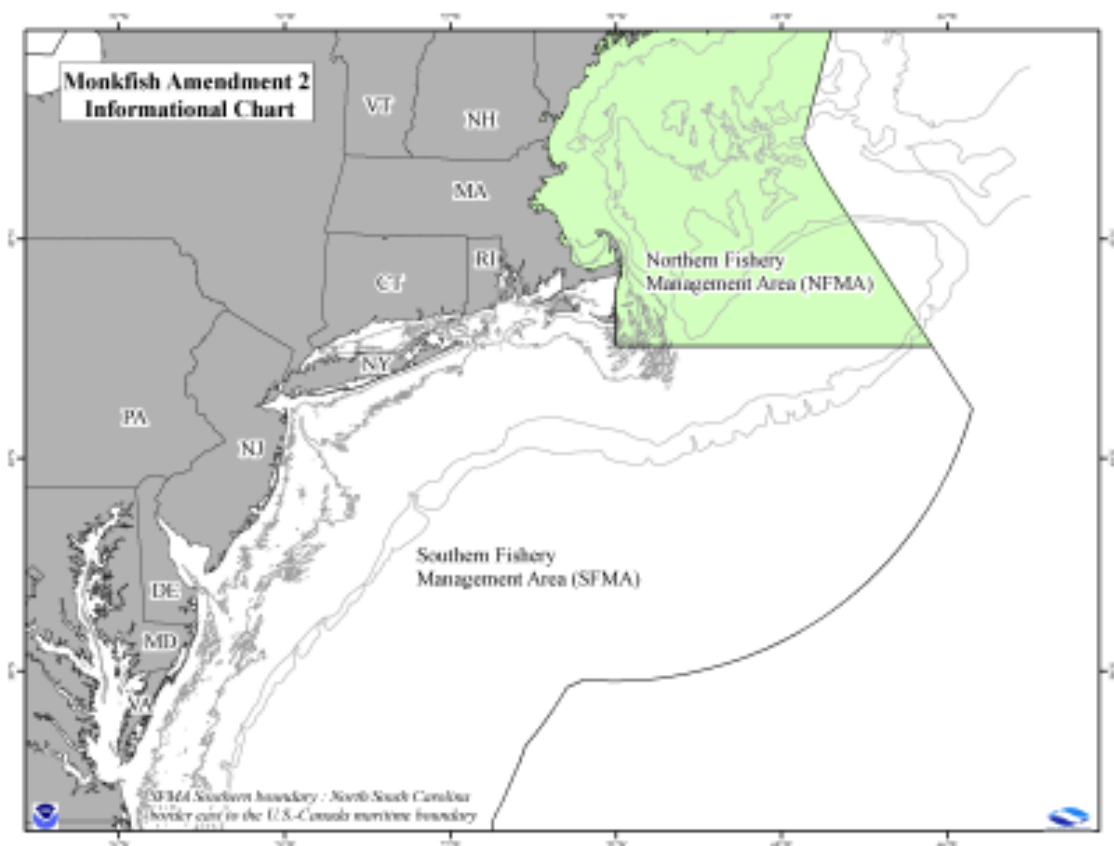 Monkfish Amendment 2
Informational Chart
VT
NH
MA
RI
CT
Northern Fishery
Management Area (NFMA)
NY
PA
NJ
Southern Fishery
Management Area (SFMA)
DE
MD
VA
SFMA Southern boundary : North/South Carolina
border east to the U.S.-Canada maritime boundary